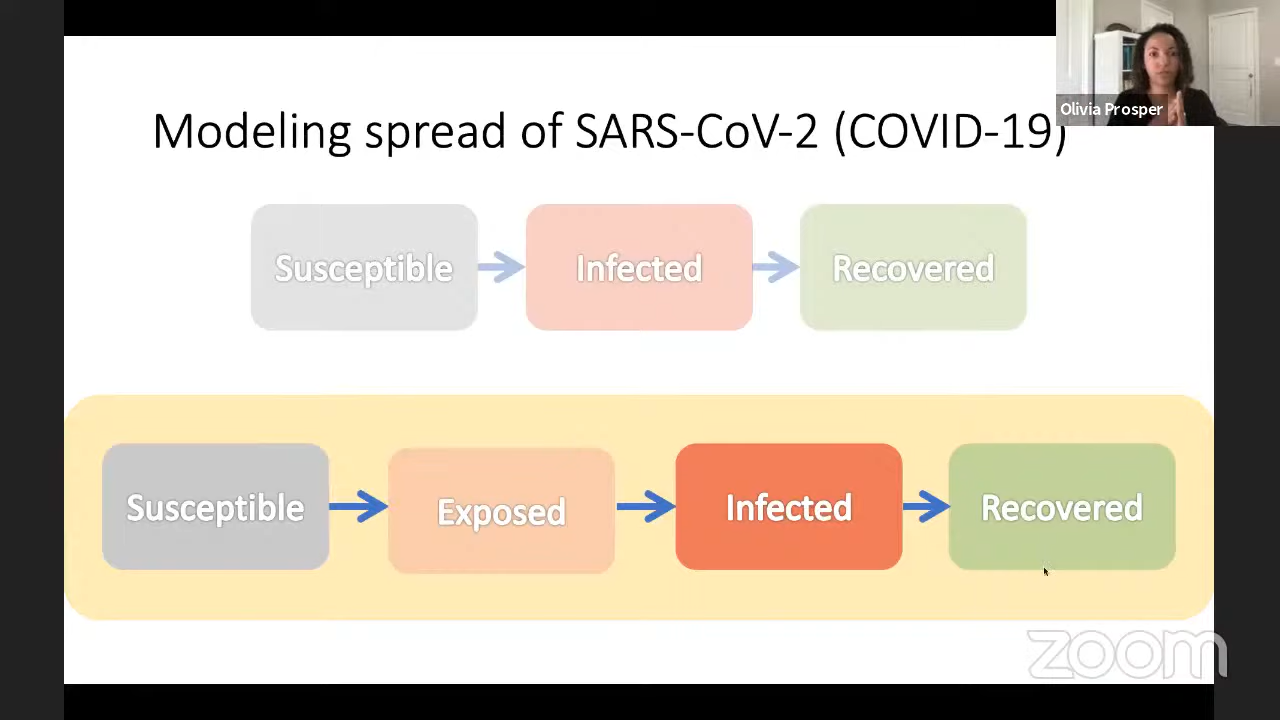 Olivia Prosper
Modeling spread of SARS-CoV-2 (COVID-19)
Susceptible
Infected
Recovered
Susceptible
Exposed
Infected
Recovered
zoom